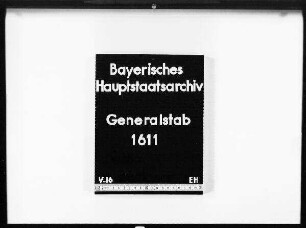 Bayerisches
Hauptstaatsarchiv
Generalstab
1611
V-16 EH